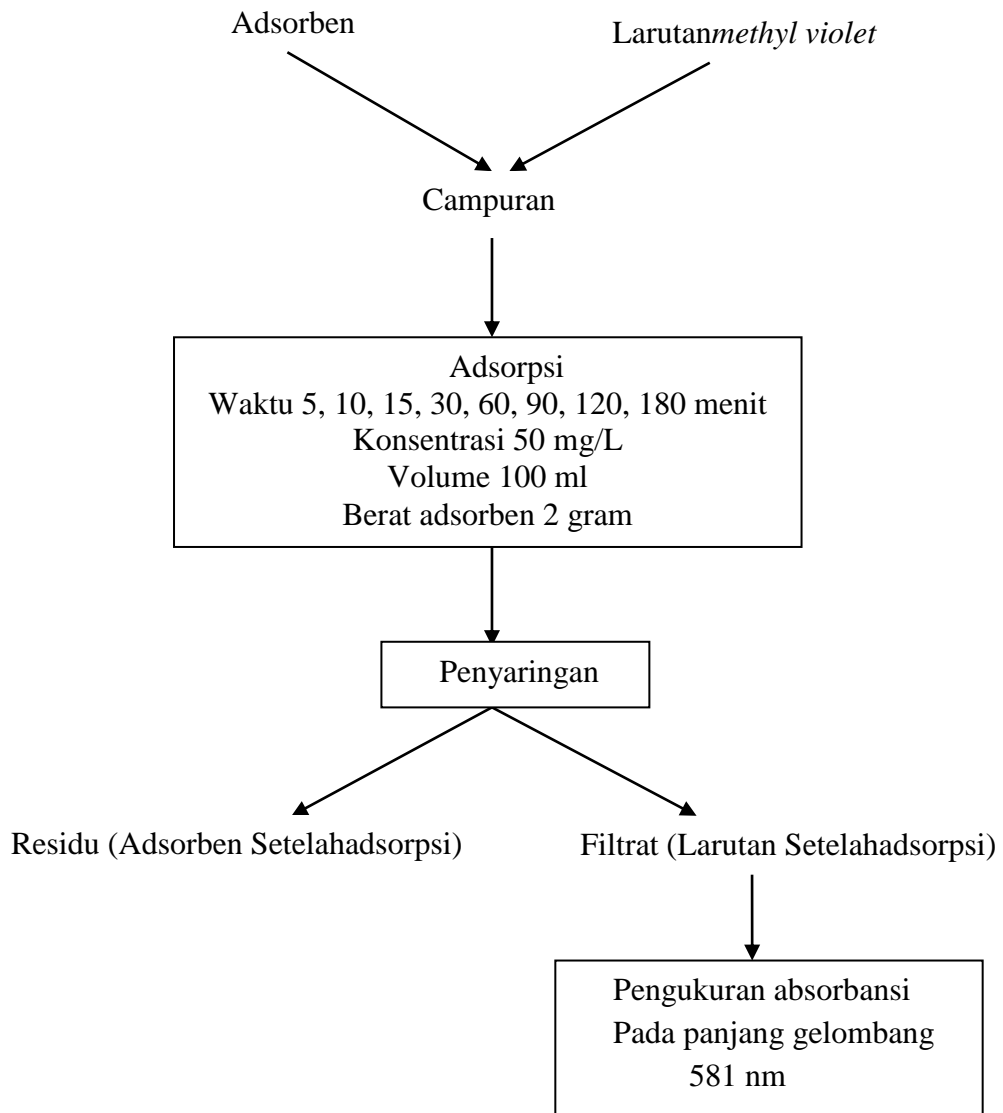 Adsorben
Larutanmethyl violet
Campuran
Adsorpsi
Waktu 5, 10, 15, 30, 60, 90, 120, 180 menit
Konsentrasi 50 mg/L
Volume 100 ml
Berat adsorben 2 gram
Penyaringan
Residu (Adsorben Setelahadsorpsi)
Filtrat (Larutan Setelahadsorpsi)
Pengukuran absorbansi
Pada panjang gelombang
581 nm